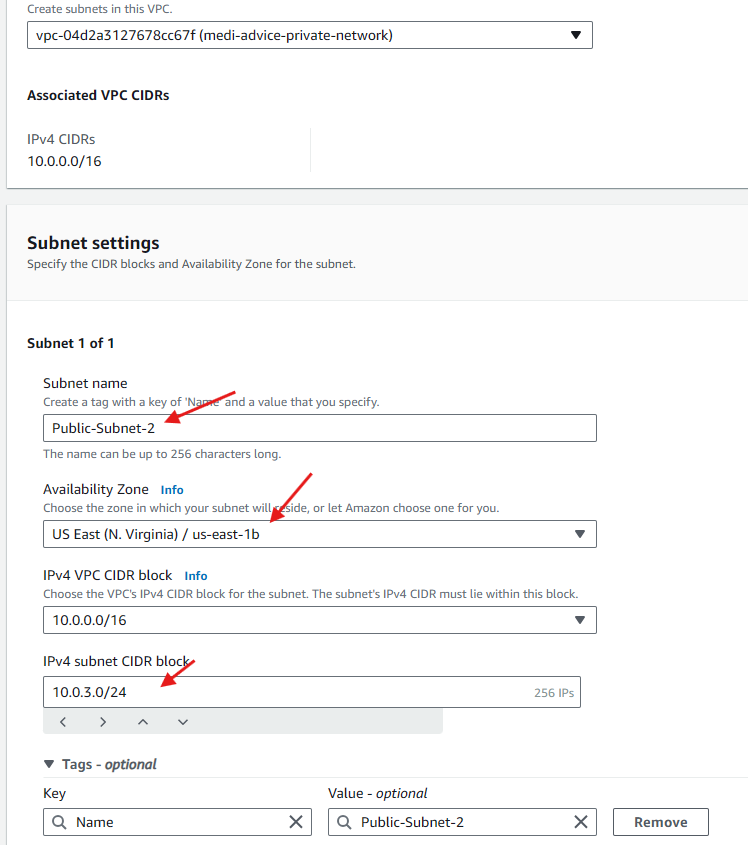 Create subnets in this VPC.
vpc-04d2a3127678cc67f (medi-advice-private-network)
Associated VPC CIDRs
IPv4 CIDRs
10.0.0.0/16
Subnet settings
Specify the CIDR blocks and Availability Zone for the subnet.
Subnet 1 of 1
Subnet name
Create a tag with a key of 'Name' and a value that you specify.
Public-Subnet-2
The name can be up to 256 characters long.
Availability Zone Info
Choose the zone in which your subnet will reside, or let Amazon choose one for you.
US East (N. Virginia) / us-east-1b
IPv4 VPC CIDR block Info
Choose the VPC's IPv4 CIDR block for the subnet. The subnet's IPv4 CIDR must lie within this block.
10.0.0.0/16
IPv4 subnet CIDR block
10.0.3.0/24 256 IPs
Tags - optional
Key Value - optional
Name Public-Subnet-2 Remove